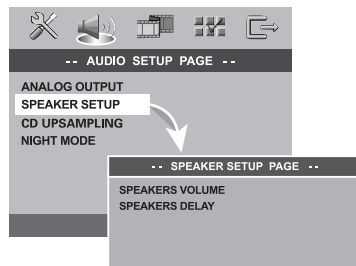 -- AUDIO SETUP PAGE --
ANALOG OUTPUT
SPEAKER SETUP
CD UPSAMPLING
NIGHT MODE
-- SPEAKER SETUP PAGE --
SPEAKERS VOLUME
SPEAKERS DELAY